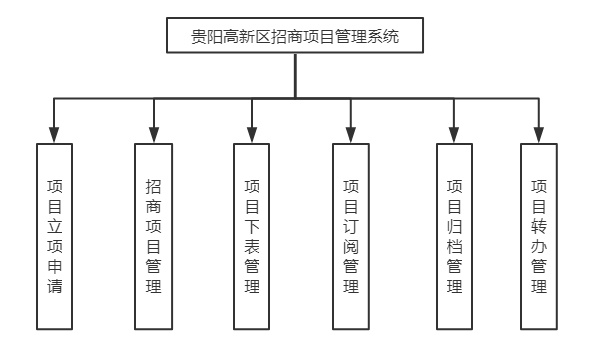 贵阳高新区招商项目管理系统
项目立项申请
招商项目管理
项目下表管理
项目订阅管理
项目归档管理
项目转办管理